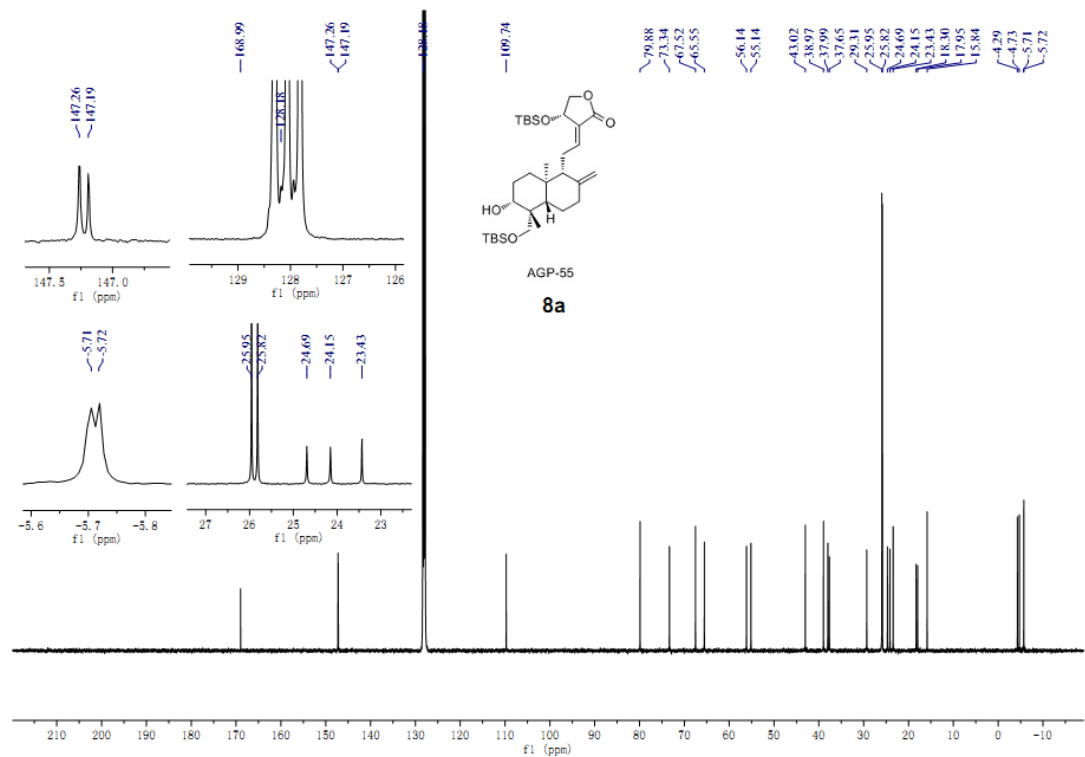 168.99
147.26
147.19
128.18
109.74
79.88
73.34
67.52
65.55
56.14
55.14
43.02
38.97
37.99
37.65
29.31
25.95
25.82
24.69
24.15
23.43
18.30
17.95
15.84
-4.29
-4.73
-5.71
-5.72
147.26
147.19
147.5 147.0
f1 (ppm)
128.18
129 128 127 126
f1 (ppm)
O
TBSO
O
HO
H
TBSO
AGP-55
8a
-5.71
-5.72
-5.6 -5.7 -5.8
f1 (ppm)
25.95
25.82
24.69
24.15
23.43
27 26 25 24 23
f1 (ppm)
210 200 190 180 170 160 150 140 130 120 110 100 90 80 70 60 50 40 30 20 10 0 -10
f1 (ppm)